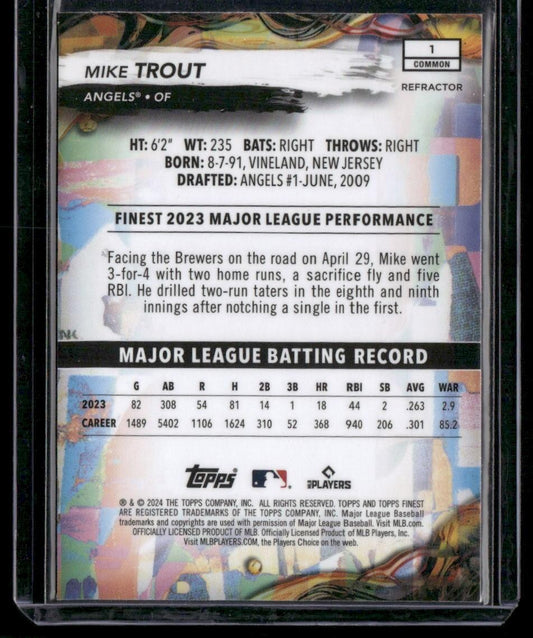 1
COMMON
REFRACTOR
MIKE TROUT
ANGELS® • OF
HT: 6'2" WT: 235 BATS: RIGHT THROWS: RIGHT
BORN: 8-7-91, VINELAND, NEW JERSEY
DRAFTED: ANGELS #1-JUNE, 2009
FINEST 2023 MAJOR LEAGUE PERFORMANCE
Facing the Brewers on the road on April 29, Mike went
3-for-4 with two home runs, a sacrifice fly and five
RBI. He drilled two-run taters in the eighth and ninth
innings after notching a single in the first.
MAJOR LEAGUE BATTING RECORD
G AB R H 2B 3B HR RBI SB AVG WAR
2023 82 308 54 81 14 1 18 44 2 .263 2.9
CAREER 1489 5402 1106 1624 310 52 368 940 206 .301 85.2
Topps PLAYERS
® & © 2024 THE TOPPS COMPANY, INC. ALL RIGHTS RESERVED. TOPPS AND TOPPS FINEST
ARE REGISTERED TRADEMARKS OF THE TOPPS COMPANY, INC. Major League Baseball
trademarks and copyrights are used with permission of Major League Baseball. Visit MLB.com.
OFFICIALLY LICENSED PRODUCT OF MLB. Officially Licensed Product of MLB Players, Inc.
Visit MLBPLAYERS.com, the Players Choice on the web.